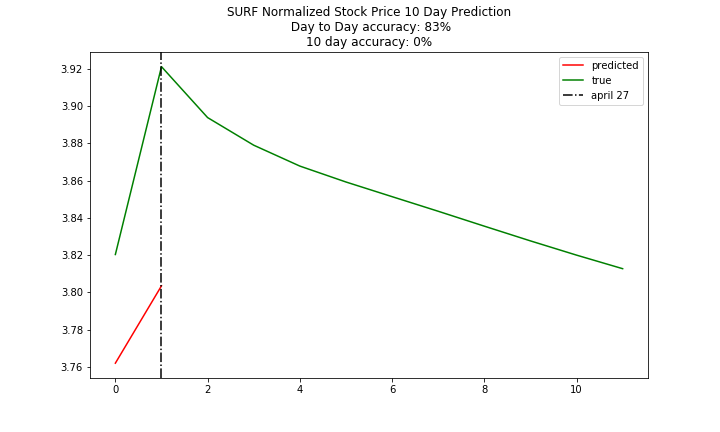 SURF Normalized Stock Price 10 Day Prediction
Day to Day accuracy: 83%
10 day accuracy: 0%
predicted
true
april 27
3.92
3.90
3.88
3.86
3.84
3.82
3.80
3.78
3.76
0 2 4 6 8 10